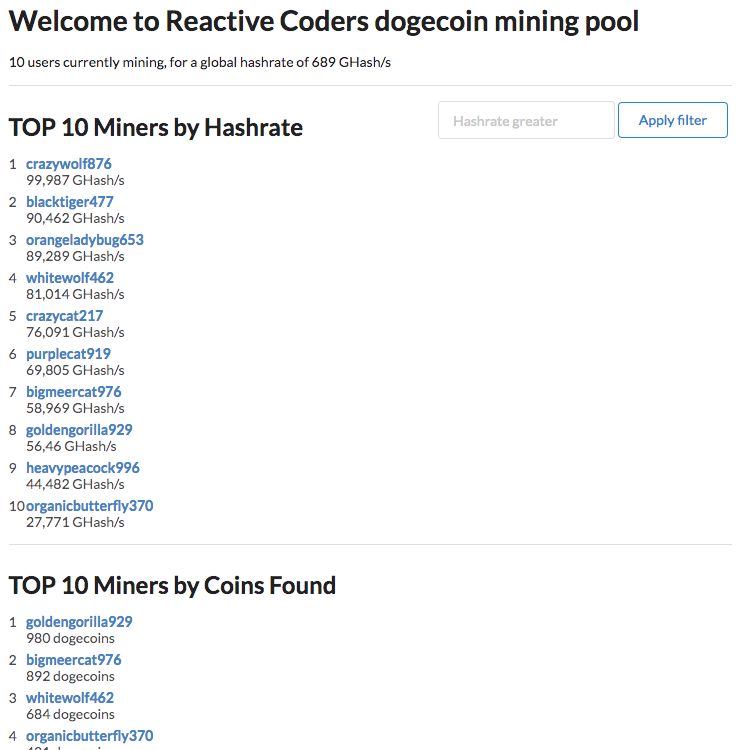 Welcome to Reactive Coders dogecoin mining pool
10 users currently mining, for a global hashrate of 689 GHash/s
TOP 10 Miners by Hashrate
Hashrate greater
Apply filter
1 crazywolf876
99,987 GHash/s
2 blacktiger477
90,462 GHash/s
3 orangeladybug653
89,289 GHash/s
4 whitewolf462
81,014 GHash/s
5 crazycat217
76,091 GHash/s
6 purplecat919
69,805 GHash/s
7 bigmeercat976
58,969 GHash/s
8 goldengorilla929
56,46 GHash/s
9 heavypeacock996
44,482 GHash/s
10 organicbutterfly370
27,771 GHash/s
TOP 10 Miners by Coins Found
1 goldengorilla929
980 dogecoins
2 bigmeercat976
892 dogecoins
3 whitewolf462
684 dogecoins
4 organicbutterfly370